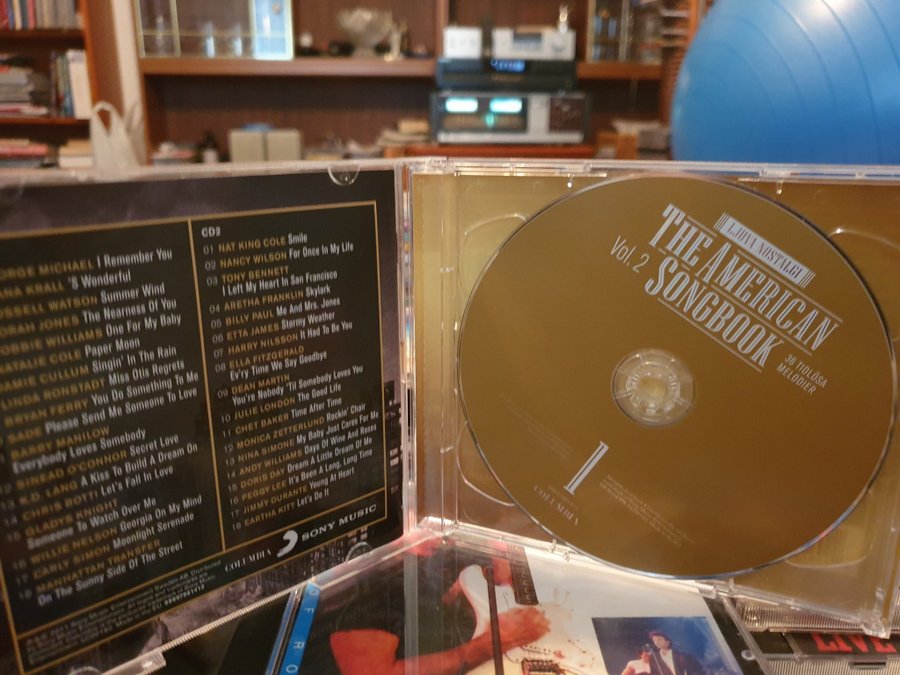 ORGE MICHAEL I Remember You
ANA KRALL 'S Wonderful
SSELL WATSON Summer Wind
ORAH JONES The Nearness Of You
OBBIE WILLIAMS One For My Baby
NATALIE COLE Paper Moon
JAMIE CULLUM Singin' In The Rain
LINDA RONSTADT Miss Otis Regrets
BRYAN FERRY You Do Something To Me
SADE Please Send Me Someone To Love
BARRY MANILOW
Everybody Loves Somebody
SINEAD O'CONNOR Secret Love
K.D. LANG A Kiss To Build A Dream On
CHRIS BOTTI Let's Fall In Love
GLADYS KNIGHT
Someone To Watch Over Me
WILLIE NELSON Georgia On My Mind
CARLY SIMON Moonlight Serenade
MANHATTAN TRANSFER
On The Sunny Side Of The Street
CD2
01 NAT KING COLE Smile
02 NANCY WILSON For Once In My Life
03 TONY BENNETT
I Left My Heart In San Francisco
04 ARETHA FRANKLIN Skylark
05 BILLY PAUL Me And Mrs. Jones
06 ETTA JAMES Stormy Weather
07 HARRY NILSSON It Had To Be You
08 ELLA FITZGERALD
Ev'ry Time We Say Goodbye
09 DEAN MARTIN
You're Nobody 'Til Somebody Loves You
10 JULIE LONDON The Good Life
11 CHET BAKER Time After Time
12 MONICA ZETTERLUND Rockin' Chair
13 NINA SIMONE My Baby Just Cares For Me
14 ANDY WILLIAMS Days Of Wine And Roses
15 DORIS DAY Dream A Little Dream Of Me
16 PEGGY LEE It's Been A Long, Long Time
17 JIMMY DURANTE Young At Heart
18 EARTHA KITT Let's Do It
COLUMBIA
SONY MUSIC
LJUVA NOSTALGI
THE AMERICAN
SONGBOOK
Vol. 2
36 TIDLÖSA
MELODIER
1
COLUMBIA
OF RO
LIVE